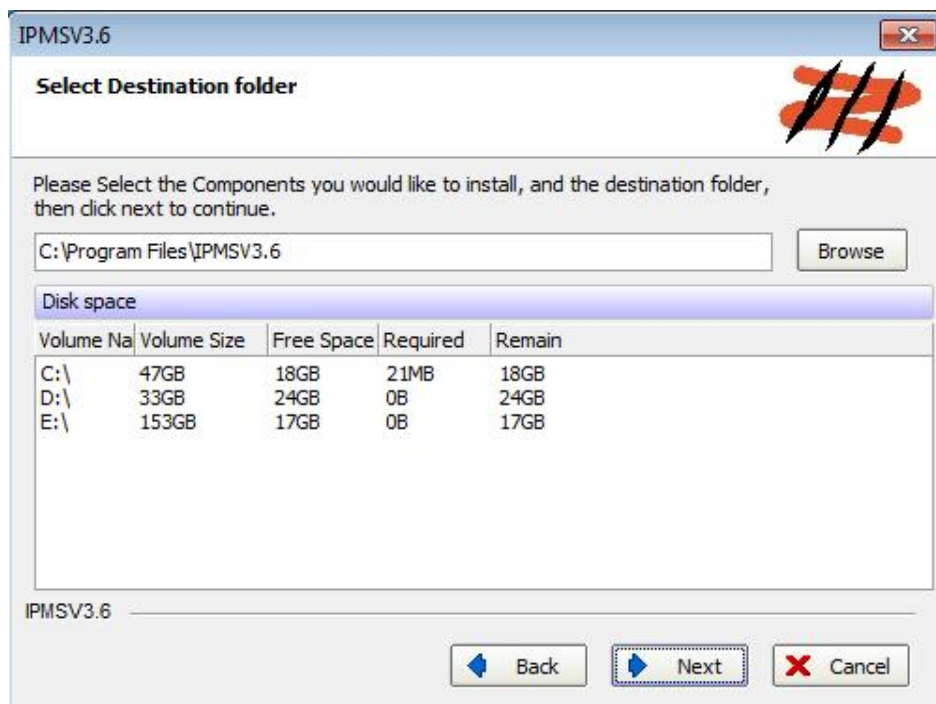 IPMSV3.6
Select Destination folder
Please Select the Components you would like to install, and the destination folder,
then click next to continue.
C:\Program Files\IPMSV3.6
Browse
Disk space
Volume Na Volume Size Free Space Required Remain
C:\ 47GB 18GB 21MB 18GB
D:\ 33GB 24GB 0B 24GB
E:\ 153GB 17GB 0B 17GB
IPMSV3.6
Back Next Cancel